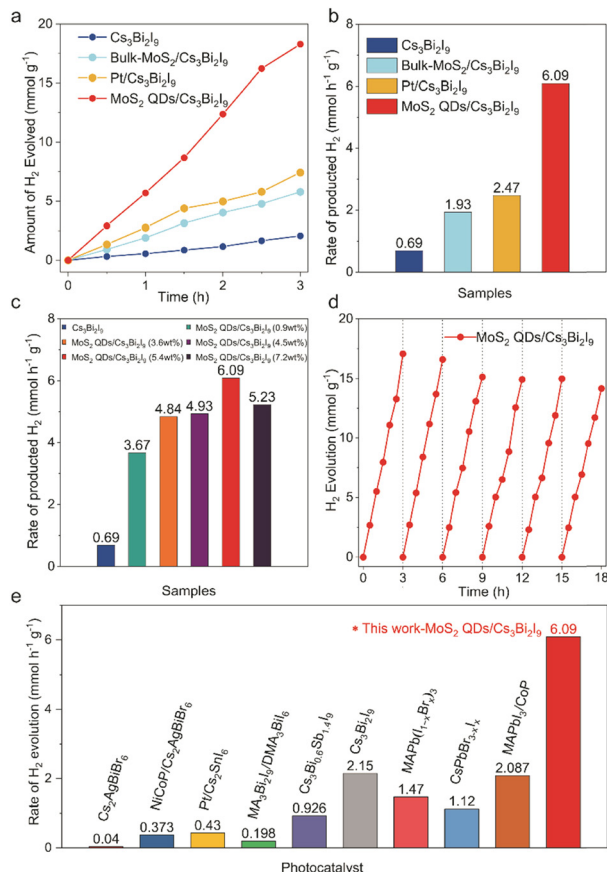 a
Amount of H₂ Evolved (mmol g⁻¹)
20
15
10
5
0
0
1
2
3
Time (h)
Cs₃Bi₂I₉
Bulk-MoS₂/Cs₃Bi₂I₉
Pt/Cs₃Bi₂I₉
MoS₂ QDs/Cs₃Bi₂I₉
b
Rate of producted H₂ (mmol h⁻¹ g⁻¹)
8
6
4
2
0
Cs₃Bi₂I₉
Bulk-MoS₂/Cs₃Bi₂I₉
Pt/Cs₃Bi₂I₉
MoS₂ QDs/Cs₃Bi₂I₉
0.69
1.93
2.47
6.09
Samples
c
Rate of producted H₂ (mmol h⁻¹ g⁻¹)
8
6
4
2
0
Cs₃Bi₂I₉
MoS₂ QDs/Cs₃Bi₂I₉ (0.9wt%)
MoS₂ QDs/Cs₃Bi₂I₉ (3.6wt%)
MoS₂ QDs/Cs₃Bi₂I₉ (4.5wt%)
MoS₂ QDs/Cs₃Bi₂I₉ (5.4wt%)
MoS₂ QDs/Cs₃Bi₂I₉ (7.2wt%)
0.69
3.67
4.84
4.93
6.09
5.23
Samples
d
H₂ Evolution (mmol h⁻¹ g⁻¹)
20
15
10
5
0
MoS₂ QDs/Cs₃Bi₂I₉
0
3
6
9
12
15
18
Time (h)
e
Rate of H₂ evolution (mmol h⁻¹ g⁻¹)
6
4
2
0
* This work-MoS₂ QDs/Cs₃Bi₂I₉
6.09
Cs₂AgBiBr₆
0.04
NiCoP/Cs₂AgBiBr₆
0.373
Pt/Cs₂SnI₆
0.43
MA₃Bi₂I₉/DMA₃BiI₆
0.198
Cs₃Bi₀.₆Sb₁.₄I₉
0.926
Cs₃Bi₂I₉
2.15
MAPb(I₁₋ₓBrₓ)₃
1.47
CsPbBr₃₋ₓIₓ
1.12
MAPbI₃/CoP
2.087
Photocatalyst